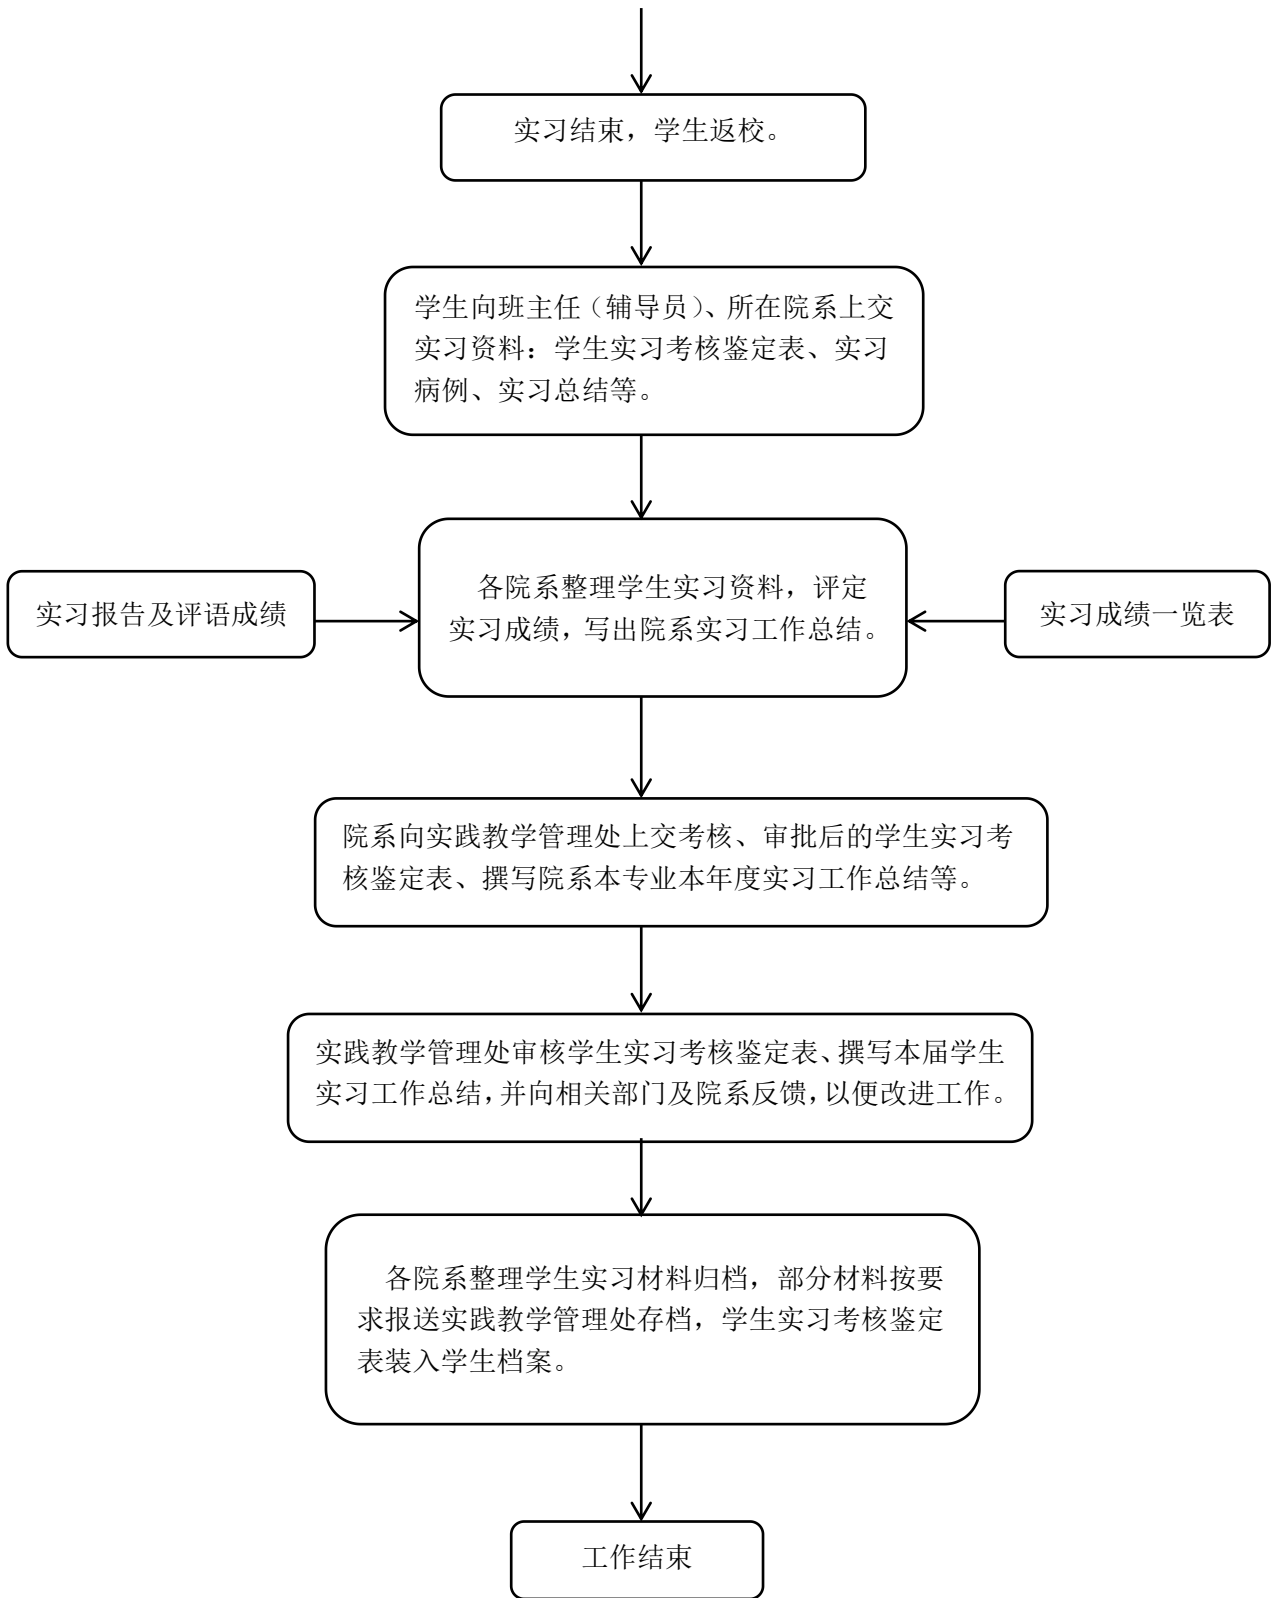 实习结束，学生返校。
学生向班主任（辅导员）、所在院系上交
实习资料：学生实习考核鉴定表、实习
病例、实习总结等。
实习报告及评语成绩
各院系整理学生实习资料，评定
实习成绩，写出院系实习工作总结。
实习成绩一览表
院系向实践教学管理处上交考核、审批后的学生实习考
核鉴定表、撰写院系本专业本年度实习工作总结等。
实践教学管理处审核学生实习考核鉴定表、撰写本届学生
实习工作总结，并向相关部门及院系反馈，以便改进工作。
各院系整理学生实习材料归档，部分材料按要
求报送实践教学管理处存档，学生实习考核鉴定
表装入学生档案。
工作结束